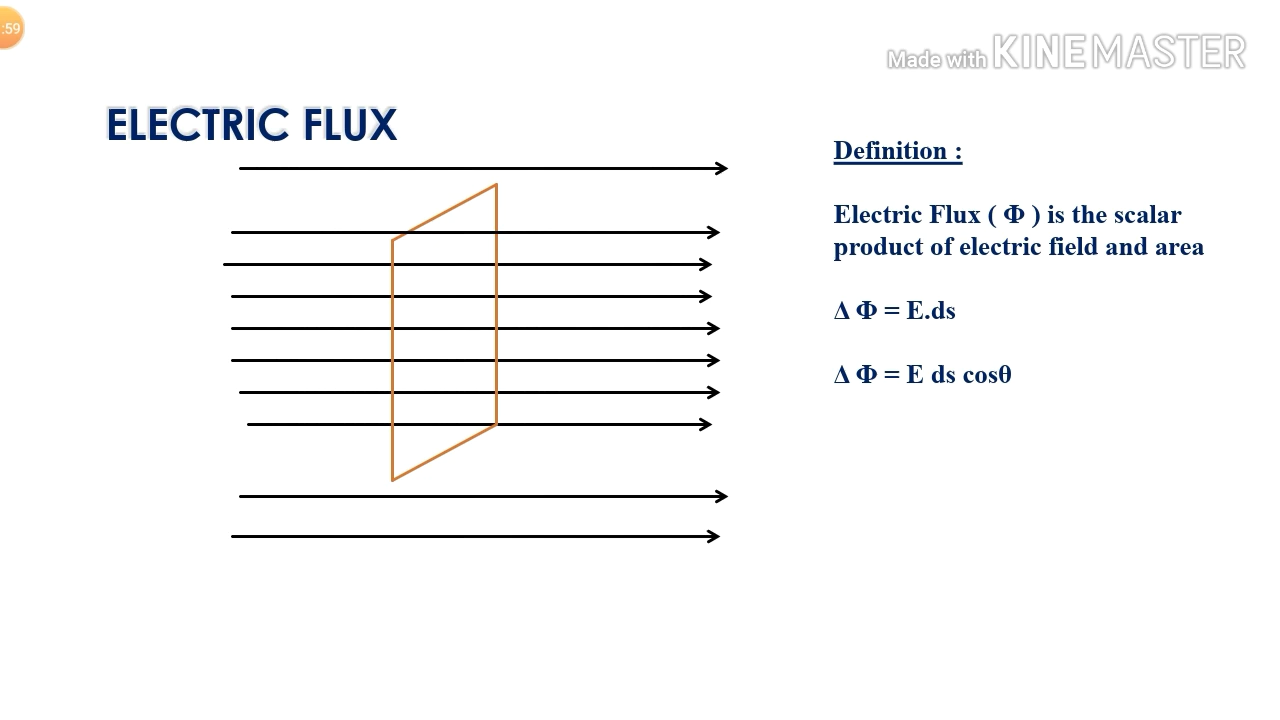 :59
Made with KINEMASTER
ELECTRIC FLUX
Definition :
Electric Flux ( Φ ) is the scalar
product of electric field and area
Δ Φ = E.ds
Δ Φ = E ds cosθ